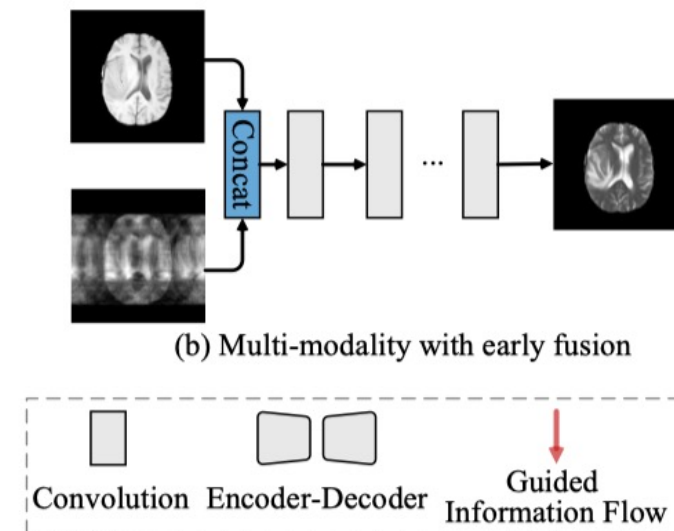 Concat
...
(b) Multi-modality with early fusion
Convolution Encoder-Decoder Guided
Information Flow